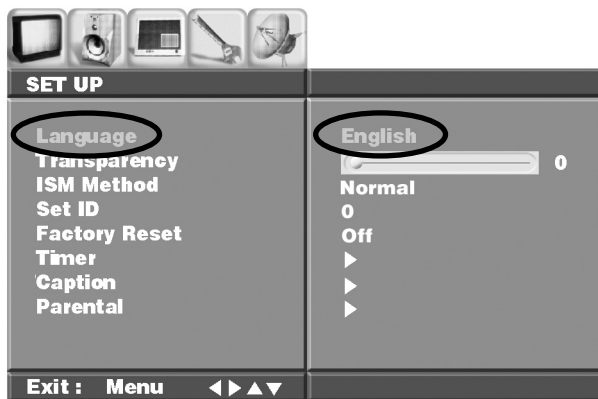 SET UP
Language English
Transparency 0
ISM Method Normal
Set ID 0
Factory Reset Off
Timer
Caption
Parental
Exit : Menu